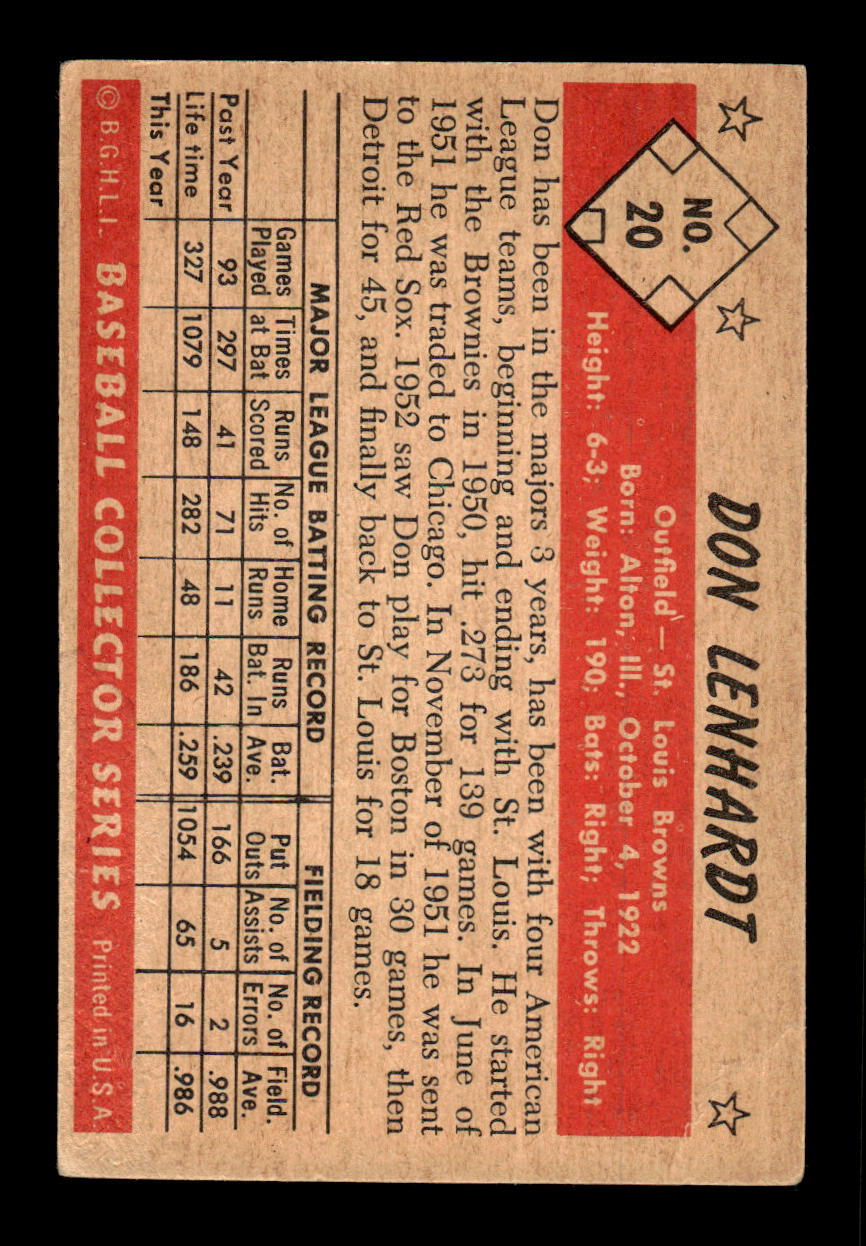 DON LENHARDT
NO.
20
Outfield — St. Louis Browns
Born: Alton, Ill., October 4, 1922
Height: 6-3; Weight: 190; Bats: Right; Throws: Right
Don has been in the majors 3 years, has been with four American
League teams, beginning and ending with St. Louis. He started
with the Brownies in 1950, hit .273 for 139 games. In June of
1951 he was traded to Chicago. In November of 1951 he was sent
to the Red Sox. 1952 saw Don play for Boston in 30 games, then
Detroit for 45, and finally back to St. Louis for 18 games.
MAJOR LEAGUE BATTING RECORD FIELDING RECORD
Games Times Runs No. of Home Runs Bat. Put No. of No. of Field.
Played at Bat Scored Hits Runs Bat. In Ave. Outs Assists Errors Ave.
Past Year 93 297 41 71 11 42 .239 166 5 2 .988
Life time 327 1079 148 282 48 186 .259 1054 65 16 .986
This Year
© B.G.H.L.I. BASEBALL COLLECTOR SERIES Printed in U.S.A.